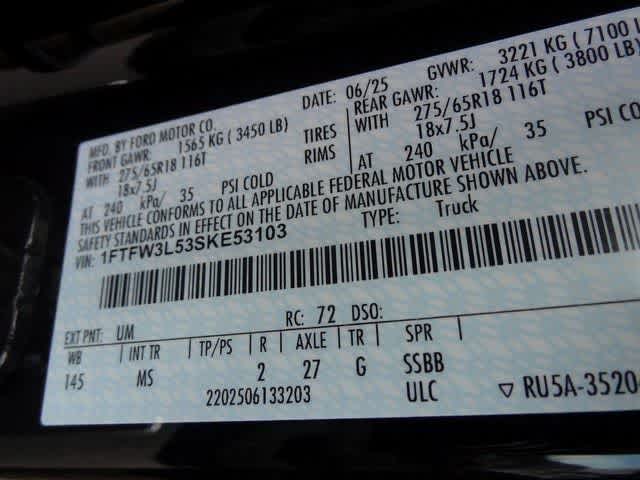 MFD. BY FORD MOTOR CO.
DATE: 06/25 GVWR: 3221 KG ( 7100 L
FRONT GAWR: 1565 KG ( 3450 LB) REAR GAWR: 1724 KG ( 3800 LB)
WITH 275/65R18 116T TIRES WITH 275/65R18 116T
18x7.5J RIMS 18x7.5J
AT 240 kPa/ 35 PSI COLD AT 240 kPa/ 35 PSI CO
THIS VEHICLE CONFORMS TO ALL APPLICABLE FEDERAL MOTOR VEHICLE
SAFETY STANDARDS IN EFFECT ON THE DATE OF MANUFACTURE SHOWN ABOVE.
VIN: 1FTFW3L53SKE53103 TYPE: Truck
EXT PNT: UM RC: 72 DSO:
WB INT TR TP/PS R AXLE TR SPR
145 MS 2 27 G SSBB
2202506133203 ULC ▽ RU5A-3520